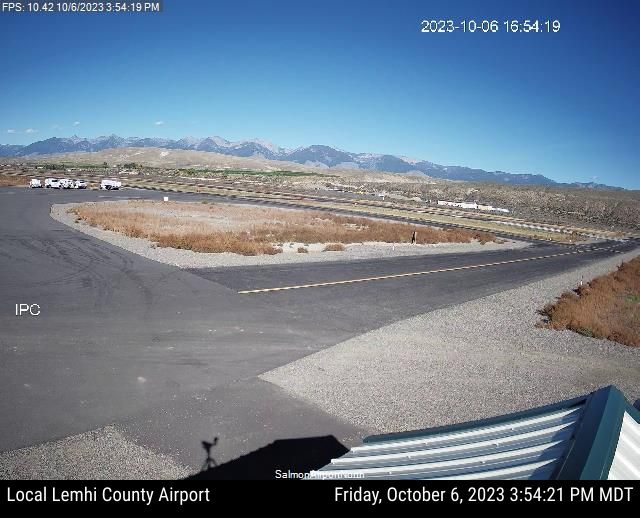 FPS: 10.42 10/6/2023 3:54:19 PM
2023-10-06 16:54:19
IPC
SalmonAirportNorth
Local Lemhi County Airport Friday, October 6, 2023 3:54:21 PM MDT